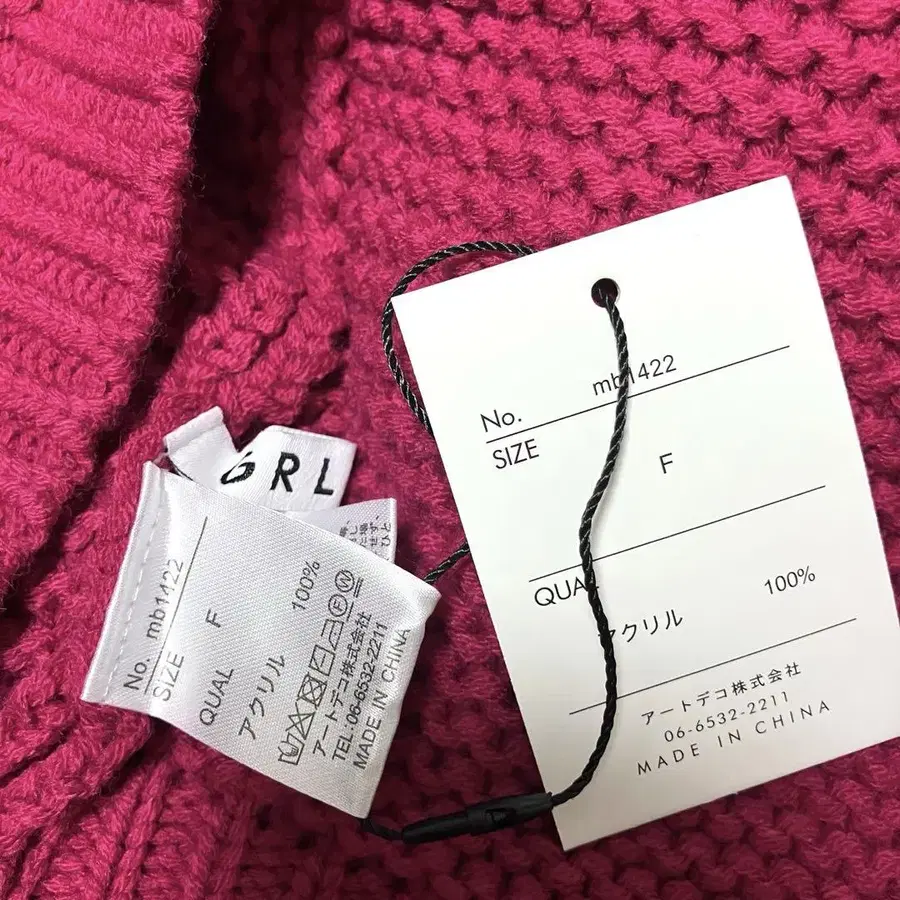 GRL
No. mb1422
SIZE F
QUAL
アクリル 100%
アートデコ株式会社
TEL.06-6532-2211
MADE IN CHINA
No. mb1422
SIZE F
QUAL
アクリル 100%
アートデコ株式会社
06-6532-2211
MADE IN CHINA